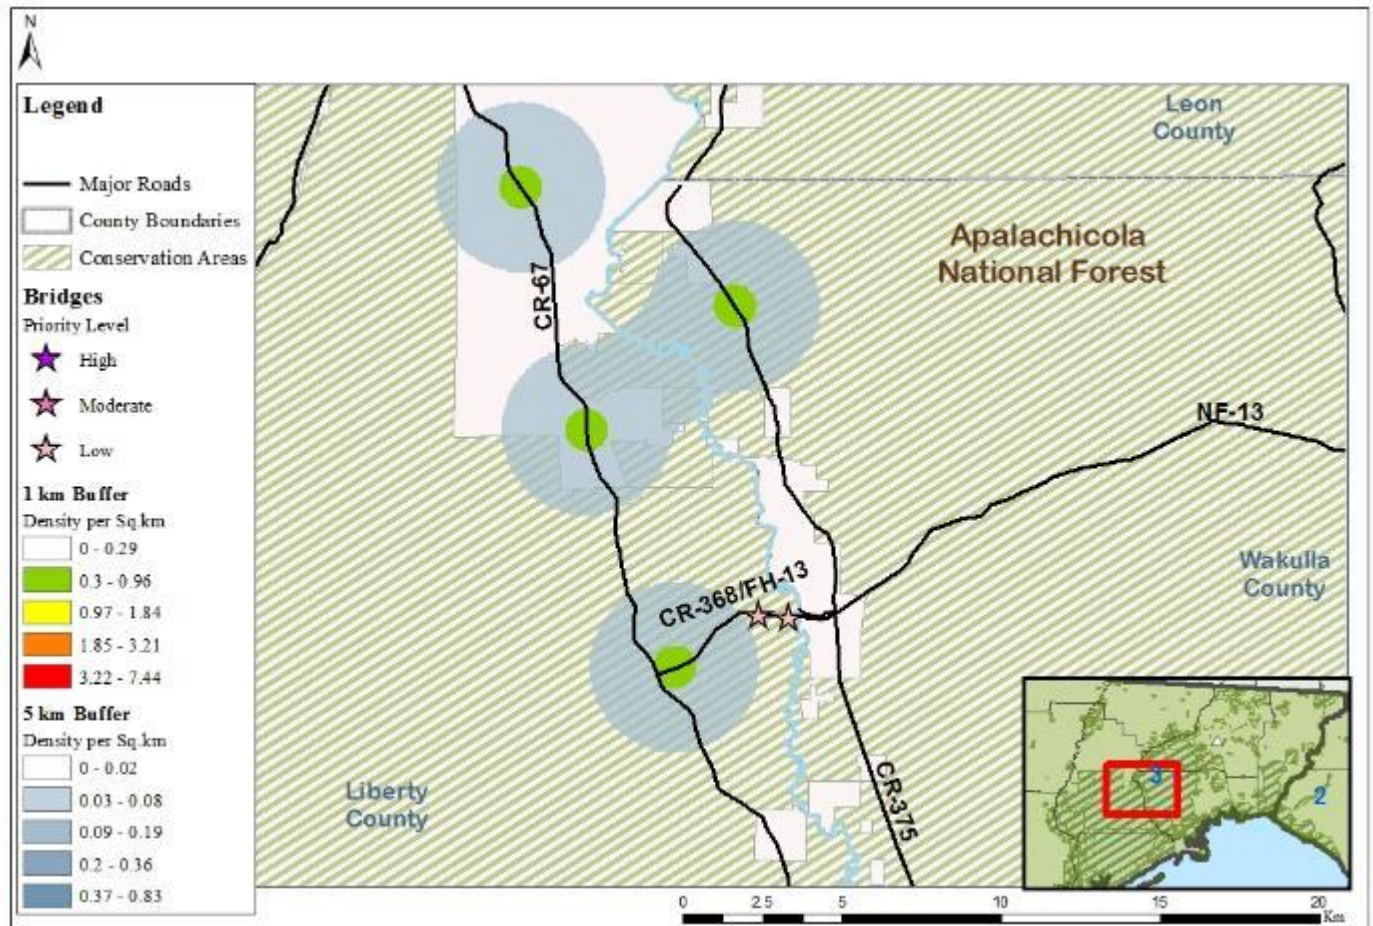 N
Legend
Major Roads
County Boundaries
Conservation Areas
Bridges
Priority Level
High
Moderate
Low
1 km Buffer
Density per Sq.km
0 - 0.29
0.3 - 0.96
0.97 - 1.84
1.85 - 3.21
3.22 - 7.44
5 km Buffer
Density per Sq.km
0 - 0.02
0.03 - 0.08
0.09 - 0.19
0.2 - 0.36
0.37 - 0.83
Leon
County
Apalachicola
National Forest
CR-67
NF-13
CR-368/FH-13
Wakulla
County
Liberty
County
CR-375
3
2
0 2.5 5 10 15 20
Km